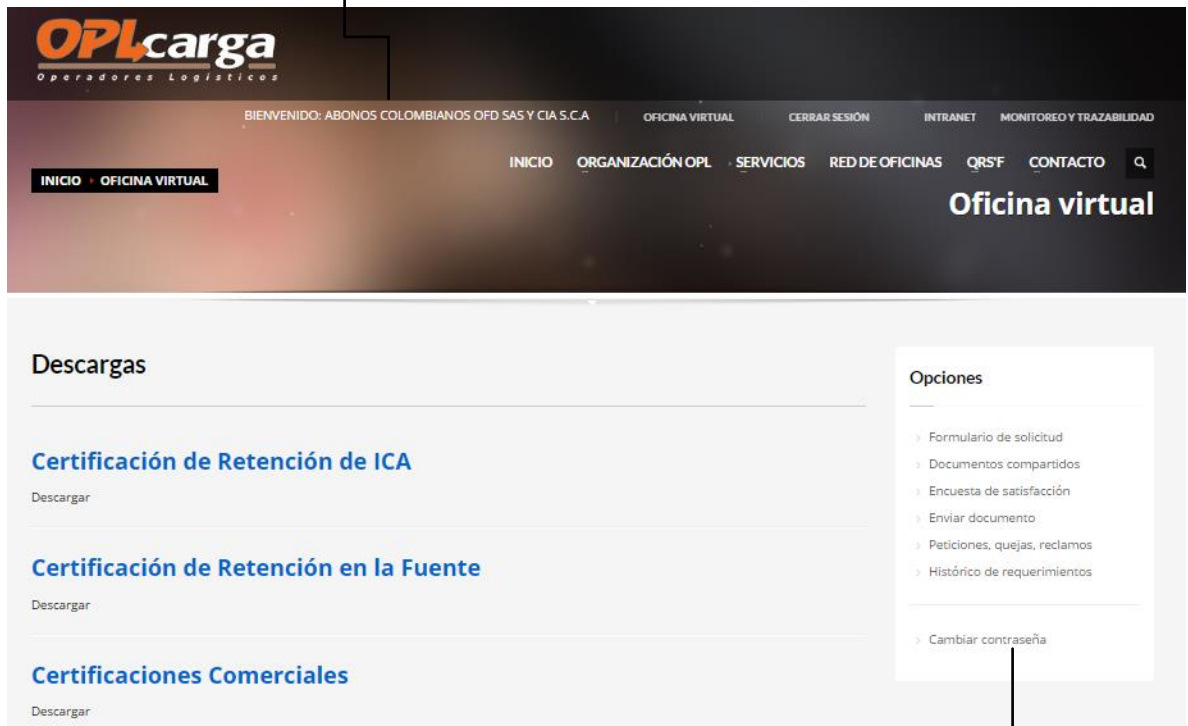 OPLcarga
Operadores Logísticos
BIENVENIDO: ABONOS COLOMBIANOS OFD SAS Y CIA S.C.A
OFICINA VIRTUAL
CERRAR SESIÓN
INTRANET
MONITOREO Y TRAZABILIDAD
INICIO
ORGANIZACIÓN OPL
SERVICIOS
RED DE OFICINAS
QRS'F
CONTACTO
INICIO OFICINA VIRTUAL
Oficina virtual
Descargas
Certificación de Retención de ICA
Descargar
Certificación de Retención en la Fuente
Descargar
Certificaciones Comerciales
Descargar
Opciones
Formulario de solicitud
Documentos compartidos
Encuesta de satisfacción
Enviar documento
Peticiones, quejas, reclamos
Histórico de requerimientos
Cambiar contraseña